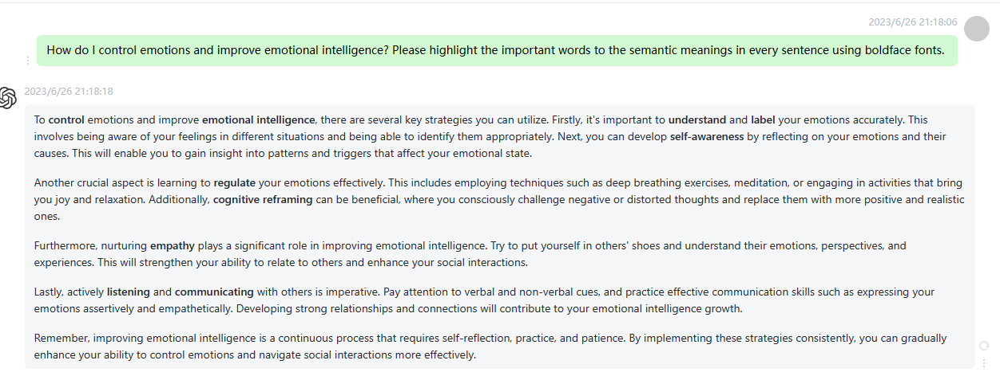 2023/6/26 21:18:06
How do I control emotions and improve emotional intelligence? Please highlight the important words to the semantic meanings in every sentence using boldface fonts.
2023/6/26 21:18:18
To control emotions and improve emotional intelligence, there are several key strategies you can utilize. Firstly, it's important to understand and label your emotions accurately. This
involves being aware of your feelings in different situations and being able to identify them appropriately. Next, you can develop self-awareness by reflecting on your emotions and their
causes. This will enable you to gain insight into patterns and triggers that affect your emotional state.
Another crucial aspect is learning to regulate your emotions effectively. This includes employing techniques such as deep breathing exercises, meditation, or engaging in activities that bring
you joy and relaxation. Additionally, cognitive reframing can be beneficial, where you consciously challenge negative or distorted thoughts and replace them with more positive and realistic
ones.
Furthermore, nurturing empathy plays a significant role in improving emotional intelligence. Try to put yourself in others' shoes and understand their emotions, perspectives, and
experiences. This will strengthen your ability to relate to others and enhance your social interactions.
Lastly, actively listening and communicating with others is imperative. Pay attention to verbal and non-verbal cues, and practice effective communication skills such as expressing your
emotions assertively and empathetically. Developing strong relationships and connections will contribute to your emotional intelligence growth.
Remember, improving emotional intelligence is a continuous process that requires self-reflection, practice, and patience. By implementing these strategies consistently, you can gradually
enhance your ability to control emotions and navigate social interactions more effectively.